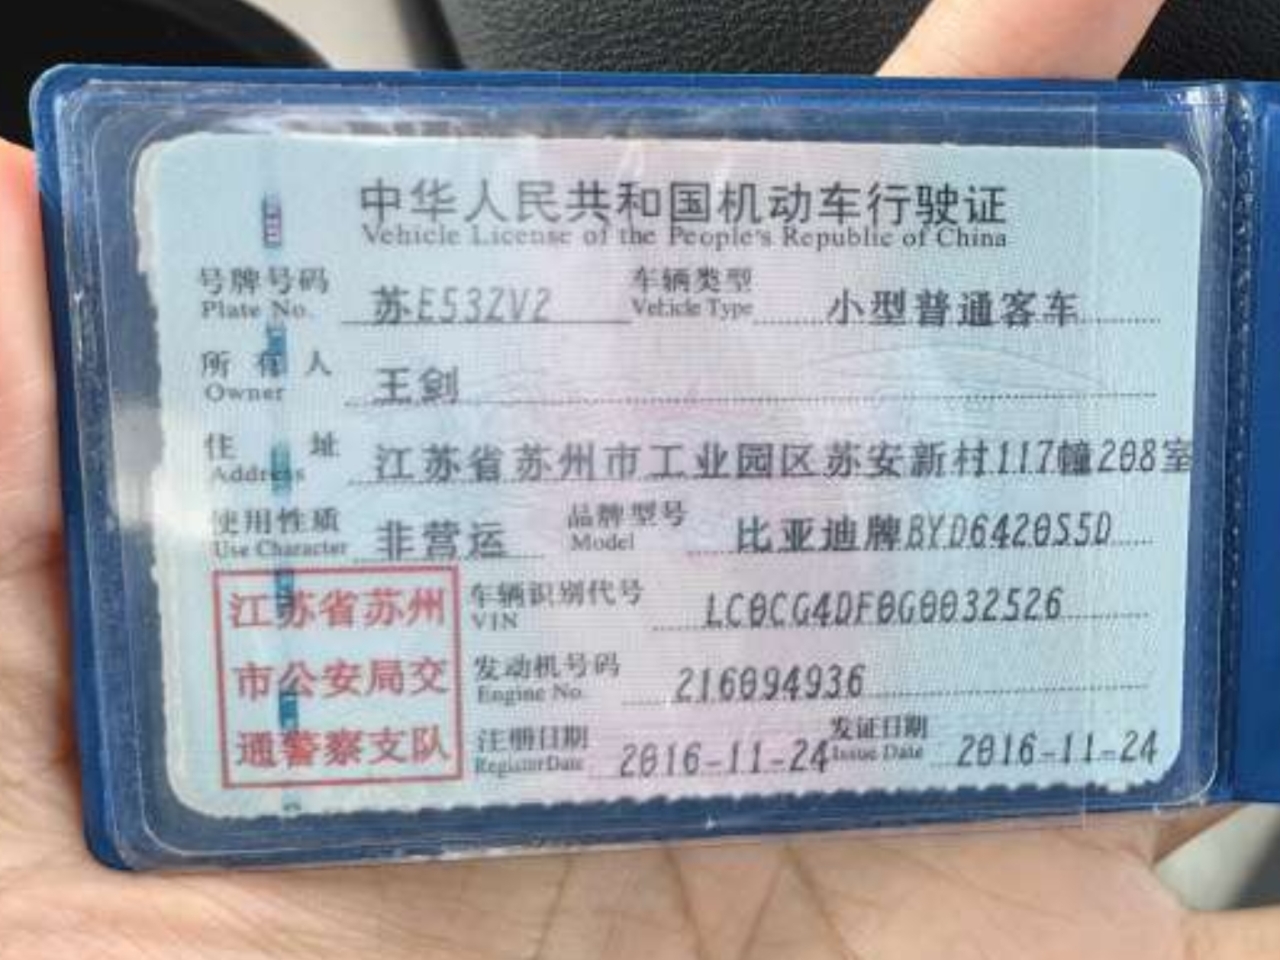 中华人民共和国机动车行驶证
Vehicle License of the People's Republic of China
号牌号码 苏E53ZV2 车辆类型 小型普通客车
Plate No. Vehicle Type
所有人 王剑
Owner
住址 江苏省苏州市工业园区苏安新村117幢208室
Address
使用性质 非营运 品牌型号 比亚迪牌BYD6420S5D
Use Character Model
江苏省苏州
市公安局交
通警察支队
车辆识别代号 LC0CG4DF0G0032526
VIN
发动机号码 216094936
Engine No.
注册日期 2016-11-24 发证日期 2016-11-24
Register Date Issue Date